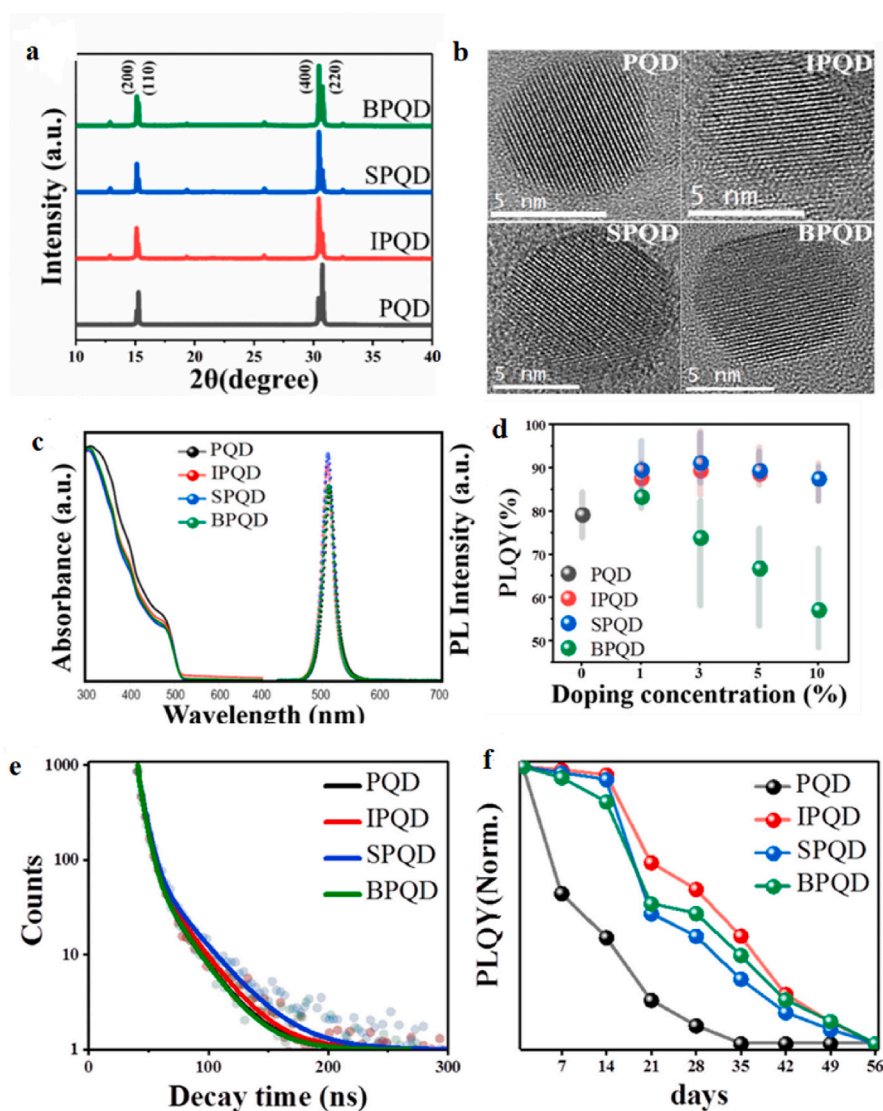 a
(200)
(110)
(400)
(220)
BPQD
SPQD
IPQD
PQD
Intensity (a.u.)
10 15 20 25 30 35 40
2θ(degree)
b
PQD
IPQD
5 nm
5 nm
SPQD
BPQD
5 nm
5 nm
c
PQD
IPQD
SPQD
BPQD
Absorbance (a.u.)
PL Intensity (a.u.)
300 400 500 600 400 500 600 700
Wavelength (nm)
d
100
90
80
70
60
50
PLQY(%)
PQD
IPQD
SPQD
BPQD
0 1 3 5 10
Doping concentration (%)
e
1000
100
10
1
Counts
PQD
IPQD
SPQD
BPQD
0 100 200 300
Decay time (ns)
f
PLQY(Norm.)
PQD
IPQD
SPQD
BPQD
7 14 21 28 35 42 49 56
days